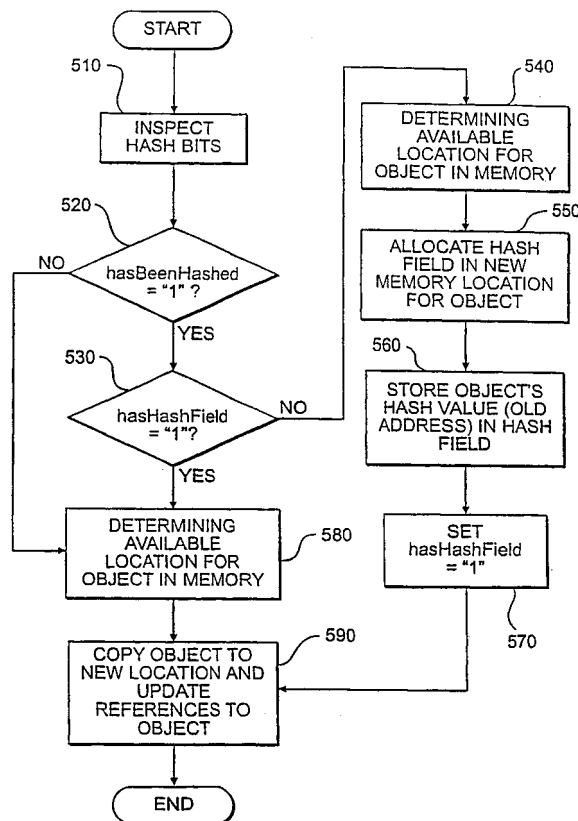 START
510
INSPECT
HASH BITS
520
NO
hasBeenHashed
= "1" ?
YES
530
hasHashField
= "1"?
NO
YES
540
DETERMINING
AVAILABLE
LOCATION FOR
OBJECT IN MEMORY
550
ALLOCATE HASH
FIELD IN NEW
MEMORY LOCATION
FOR OBJECT
560
STORE OBJECT'S
HASH VALUE (OLD
ADDRESS) IN HASH
FIELD
SET
hasHashField
= "1"
570
DETERMINING
AVAILABLE
LOCATION FOR
OBJECT IN MEMORY
580
COPY OBJECT TO
NEW LOCATION AND
UPDATE
REFERENCES TO
OBJECT
590
END